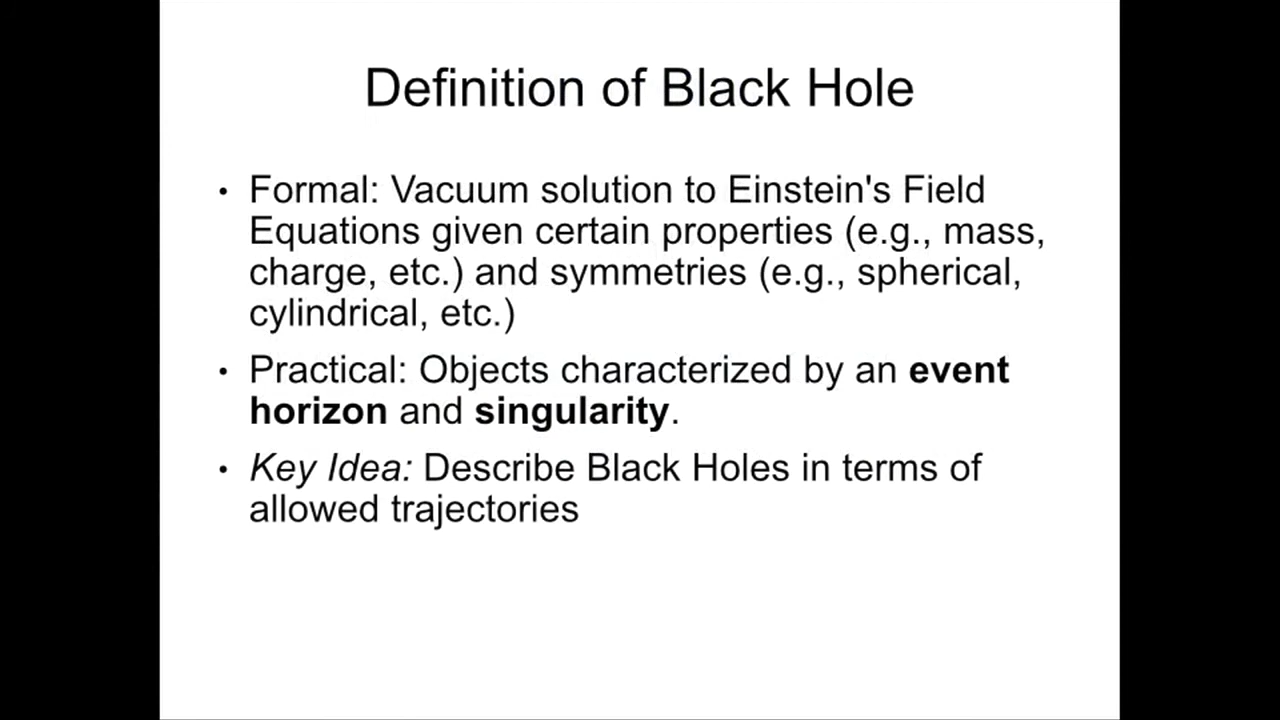 Definition of Black Hole
• Formal: Vacuum solution to Einstein's Field
Equations given certain properties (e.g., mass,
charge, etc.) and symmetries (e.g., spherical,
cylindrical, etc.)
• Practical: Objects characterized by an event
horizon and singularity.
• Key Idea: Describe Black Holes in terms of
allowed trajectories